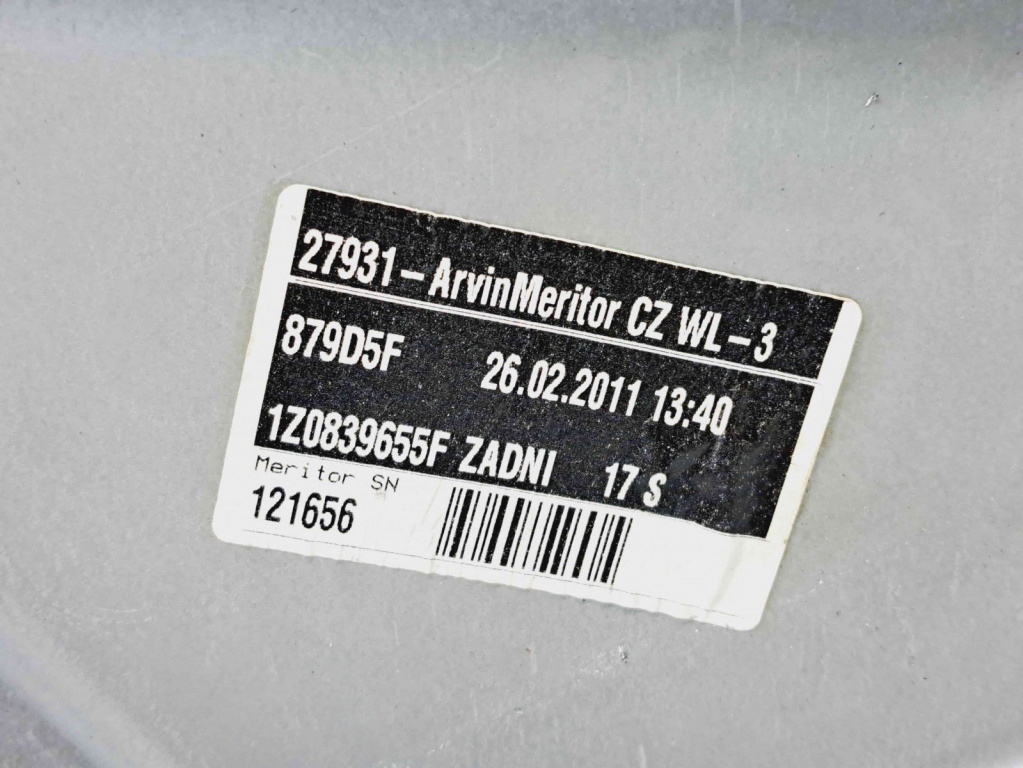 27931-ArvinMeritor CZ WL-3
879D5F 26.02.2011 13:40
1Z0839655F ZADNI 17 S
Meritor SN
121656